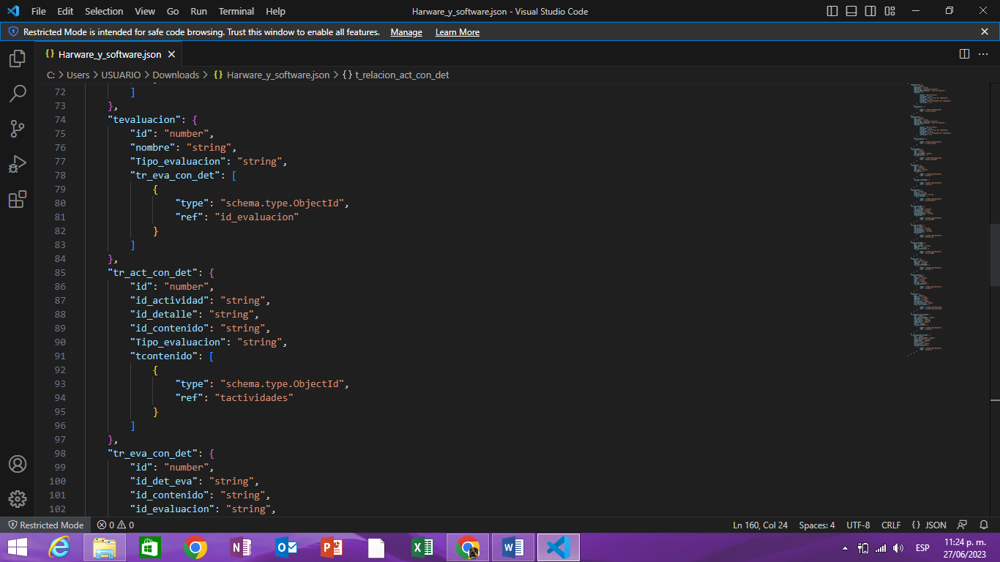 File Edit Selection View Go Run Terminal Help Harware_y_software.json - Visual Studio Code
Restricted Mode is intended for safe code browsing. Trust this window to enable all features. Manage Learn More
{} Harware_y_software.json
C: > Users > USUARIO > Downloads > {} Harware_y_software.json > {} t_relacion_act_con_det
72 ]
73 },
74 "tevaluacion": {
75 "id": "number",
76 "nombre": "string",
77 "Tipo_evaluacion": "string",
78 "tr_eva_con_det": [
79 {
80 "type": "schema.type.ObjectId",
81 "ref": "id_evaluacion"
82 }
83 ]
84 },
85 "tr_act_con_det": {
86 "id": "number",
87 "id_actividad": "string",
88 "id_detalle": "string",
89 "id_contenido": "string",
90 "Tipo_evaluacion": "string",
91 "tcontenido": [
92 {
93 "type": "schema.type.ObjectId",
94 "ref": "tactividades"
95 }
96 ]
97 },
98 "tr_eva_con_det": {
99 "id": "number",
100 "id_det_eva": "string",
101 "id_contenido": "string",
102 "id_evaluacion": "string",
Restricted Mode 0 0 Ln 160, Col 24 Spaces: 4 UTF-8 CRLF {} JSON
ESP 11:24 p. m.
27/06/2023